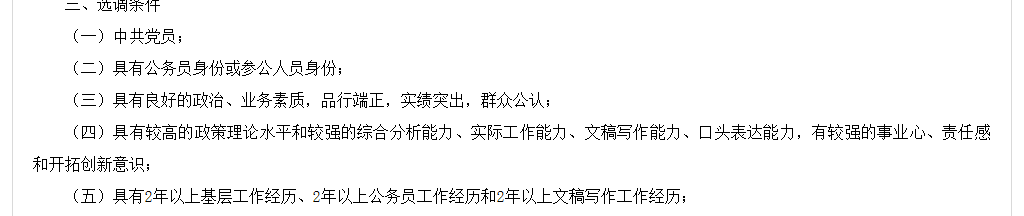 三、选调条件
（一）中共党员；
（二）具有公务员身份或参公人员身份；
（三）具有良好的政治、业务素质，品行端正，实绩突出，群众公认；
（四）具有较高的政策理论水平和较强的综合分析能力、实际工作能力、文稿写作能力、口头表达能力，有较强的事业心、责任感
和开拓创新意识；
（五）具有2年以上基层工作经历、2年以上公务员工作经历和2年以上文稿写作工作经历；